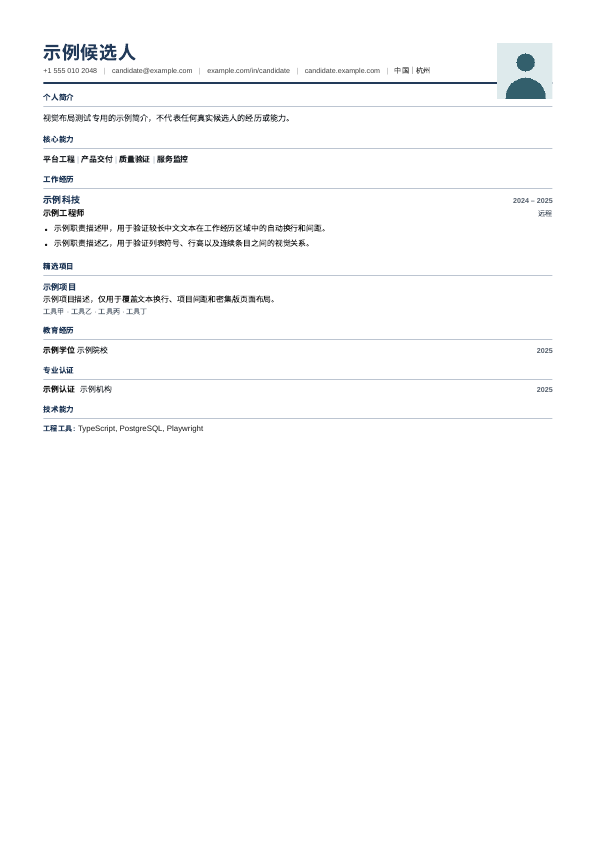 示例候选人
+1 555 010 2048 | candidate@example.com | example.com/in/candidate | candidate.example.com | 中国｜杭州
个人简介
视觉布局测试专用的示例简介，不代表任何真实候选人的经历或能力。
核心能力
平台工程 | 产品交付 | 质量验证 | 服务监控
工作经历
示例科技 2024 – 2025
示例工程师 远程
• 示例职责描述甲，用于验证较长中文文本在工作经历区域中的自动换行和间距。
• 示例职责描述乙，用于验证列表符号、行高以及连续条目之间的视觉关系。
精选项目
示例项目
示例项目描述，仅用于覆盖文本换行、项目间距和密集版页面布局。
工具甲 · 工具乙 · 工具丙 · 工具丁
教育经历
示例学位 示例院校 2025
专业认证
示例认证 示例机构 2025
技术能力
工程工具: TypeScript, PostgreSQL, Playwright